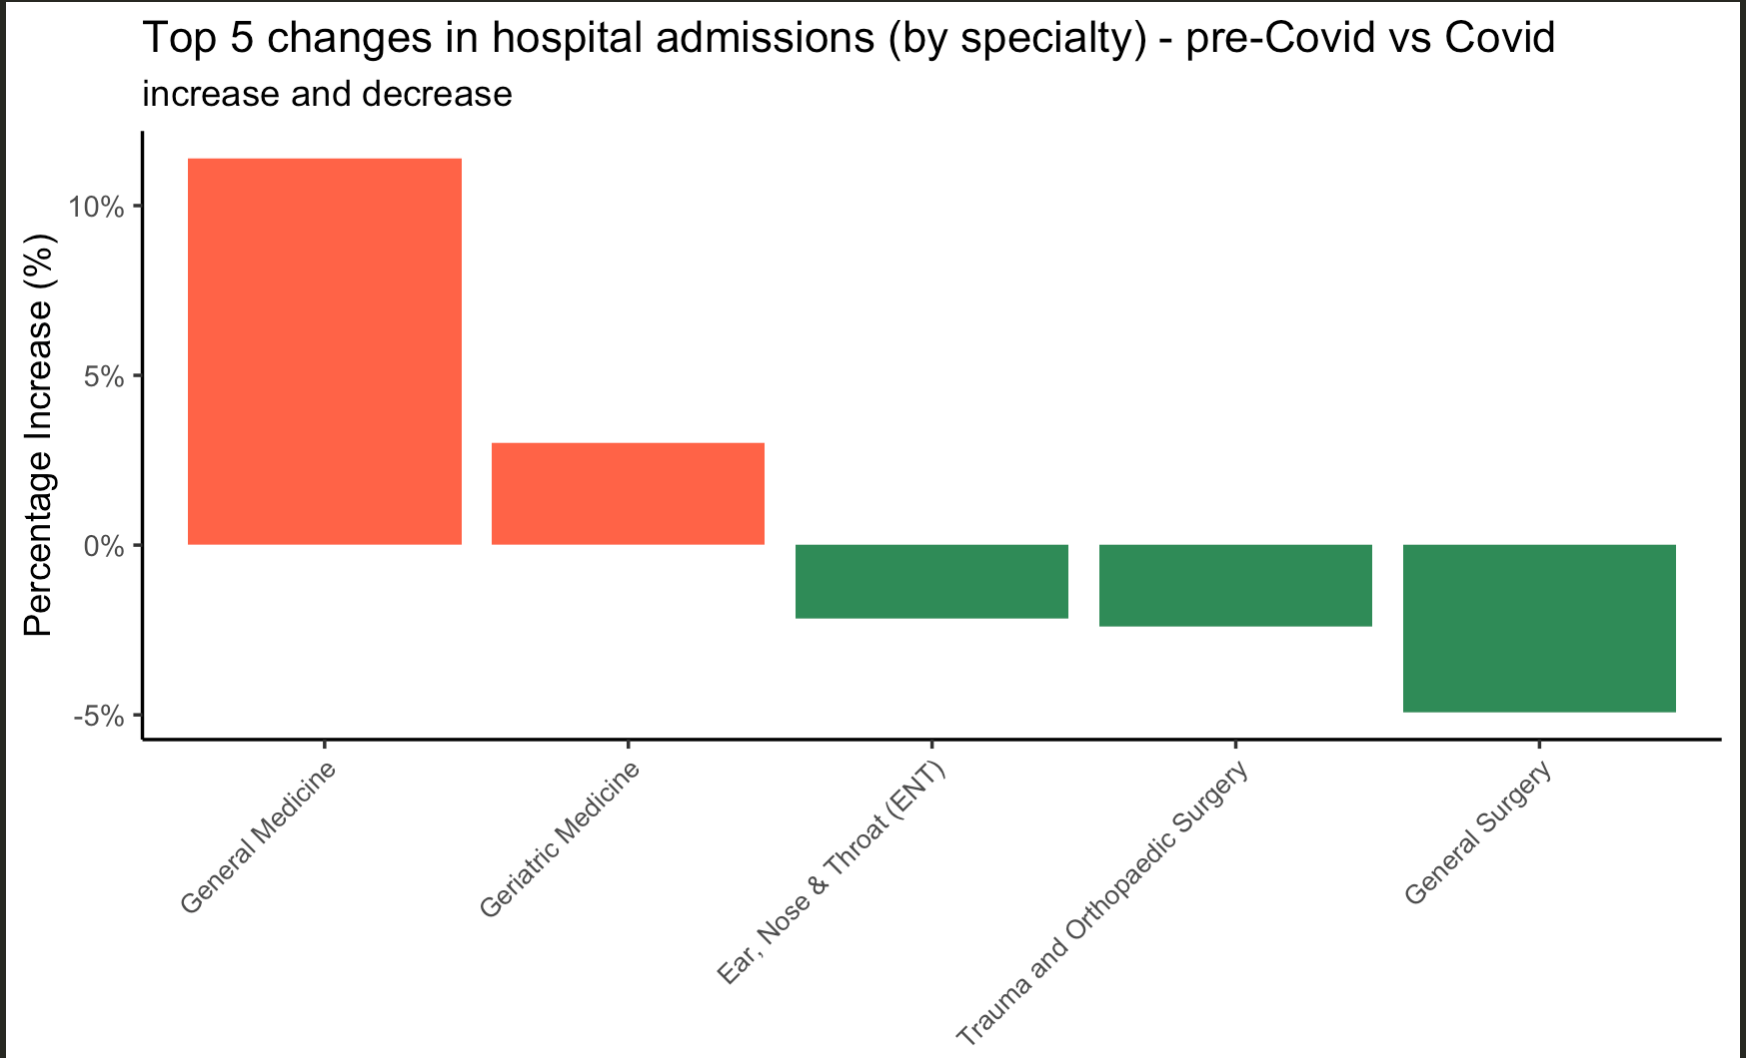 Top 5 changes in hospital admissions (by specialty) - pre-Covid vs Covid
increase and decrease
Percentage Increase (%)
10%
5%
0%
-5%
General Medicine
Geriatric Medicine
Ear, Nose & Throat (ENT)
Trauma and Orthopaedic Surgery
General Surgery